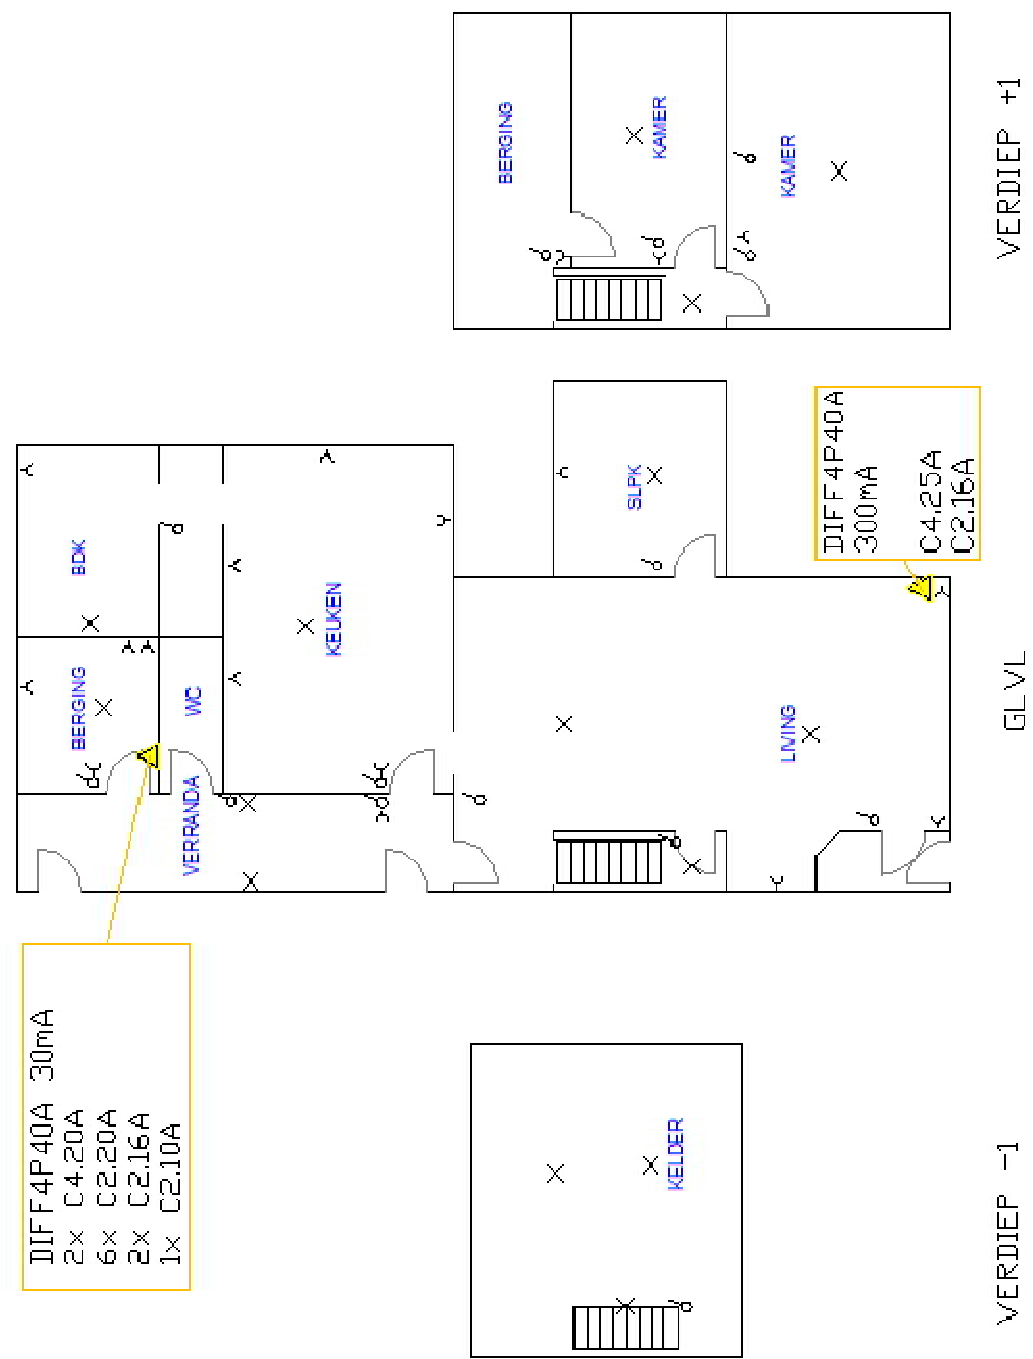 DIFF4P40A 30mA
2x C4.20A
6x C2.20A
2x C2.16A
1x C2.10A
BERGING
BDK
VERRANDA
WC
KEUKEN
SLPK
LIVING
DIFF4P40A
300mA
C4.25A
C2.16A
GLVL
BERGING
KAMER
KAMER
VERDIEP +1
KELDER
VERDIEP -1